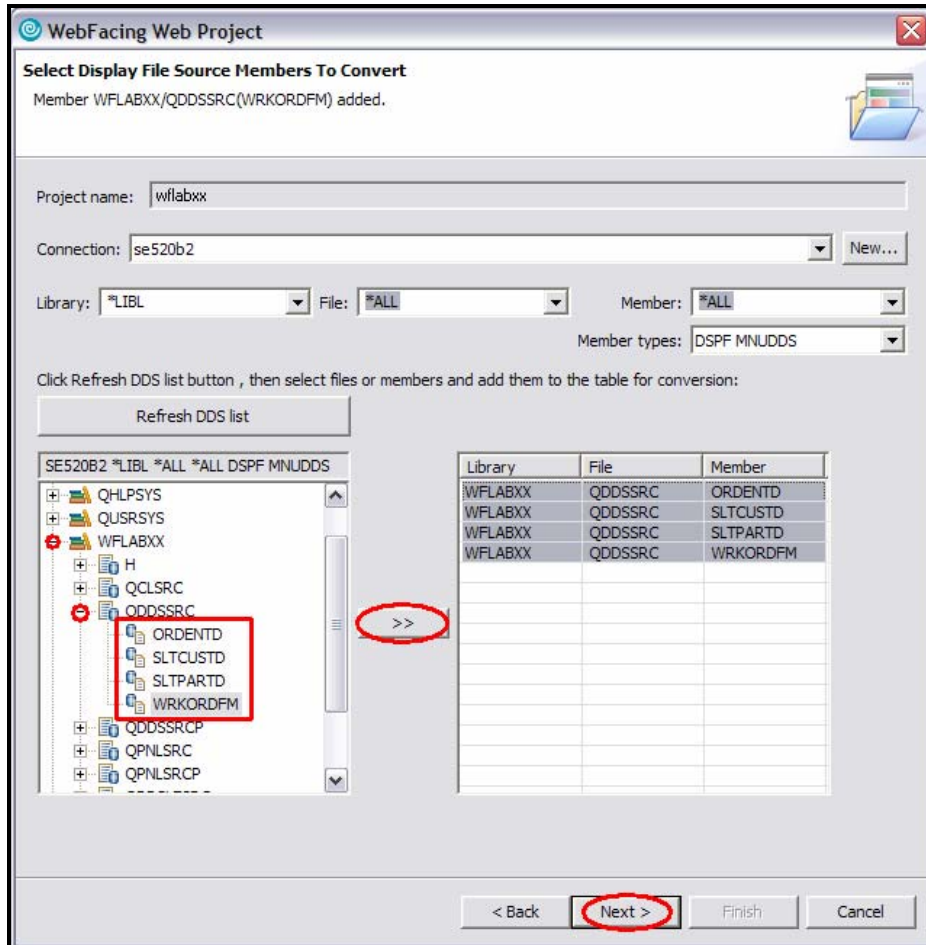 WebFacing Web Project
Select Display File Source Members To Convert
Member WFLABXX/QDDSSRC(WRKORDFM) added.
Project name: wflabxx
Connection: se520b2 New...
Library: *LIBL File: *ALL Member: *ALL
Member types: DSPF MNUDDS
Click Refresh DDS list button , then select files or members and add them to the table for conversion:
Refresh DDS list
SE520B2 *LIBL *ALL *ALL DSPF MNUDDS
QHLPSYS
QUSRSYS
WFLABXX
H
QCLSRC
QDDSSRC
ORDENTD
SLTCUSTD
SLTPARTD
WRKORDFM
QDDSSRCP
QPNLSRC
QPNLSRCP
>>
Library File Member
WFLABXX QDDSSRC ORDENTD
WFLABXX QDDSSRC SLTCUSTD
WFLABXX QDDSSRC SLTPARTD
WFLABXX QDDSSRC WRKORDFM
< Back Next > Finish Cancel